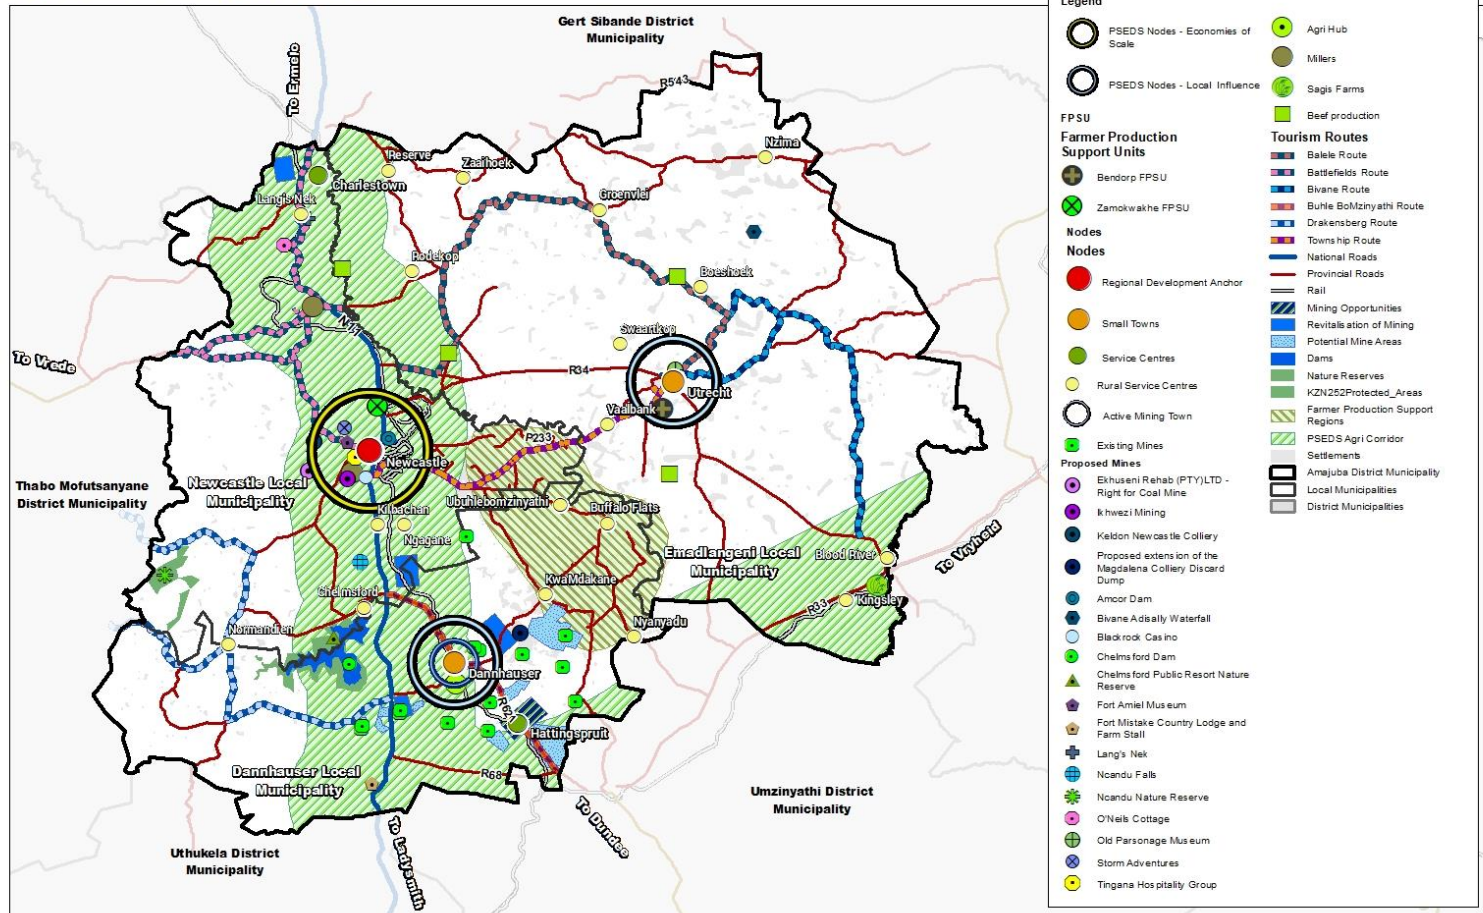 Gert Sibande District
Municipality
To Ermelo
R543
Nzima
Reserve
Zaaihoek
Charlestown
Lang's Nek
Groenvlei
Rodekop
Boeshoek
N11
Swaartkop
To Vrede
R34
Utrecht
Vaalbank
P233
Newcastle
Newcastle Local
Municipality
Thabo Mofutsanyane
District Municipality
Ubuhlebomzinyathi
Buffalo Flats
Kilbachan
Ngagane
Emadlangeni Local
Municipality
Blood River
To Vryheid
KwaMdakane
Chelmsford
Kingsley
R33
Normandien
Nyanyadu
Dannhauser
R621
Hattingspruit
Dannhauser Local
Municipality
R68
Umzinyathi District
Municipality
To Dundee
To Ladysmith
Uthukela District
Municipality
Legend
PSEDS Nodes - Economies of
Scale
PSEDS Nodes - Local Influence
FPSU
Farmer Production
Support Units
Bendorp FPSU
Zamokwakhe FPSU
Nodes
Nodes
Regional Development Anchor
Small Towns
Service Centres
Rural Service Centres
Active Mining Town
Existing Mines
Proposed Mines
Ekhuseni Rehab (PTY)LTD -
Right for Coal Mine
Ikhwezi Mining
Keldon Newcastle Colliery
Proposed extension of the
Magdalena Colliery Discard
Dump
Amcor Dam
Bivane Adisally Waterfall
Blackrock Casino
Chelmsford Dam
Chelmsford Public Resort Nature
Reserve
Fort Amiel Museum
Fort Mistake Country Lodge and
Farm Stall
Lang's Nek
Ncandu Falls
Ncandu Nature Reserve
O'Neils Cottage
Old Parsonage Museum
Storm Adventures
Tingana Hospitality Group
Agri Hub
Millers
Sagis Farms
Beef production
Tourism Routes
Balele Route
Battlefields Route
Bivane Route
Buhle BoMzinyathi Route
Drakensberg Route
Township Route
National Roads
Provincial Roads
Rail
Mining Opportunities
Revitalisation of Mining
Potential Mine Areas
Dams
Nature Reserves
KZN252Protected_Areas
Farmer Production Support
Regions
PSEDS Agri Corridor
Settlements
Amajuba District Municipality
Local Municipalities
District Municipalities